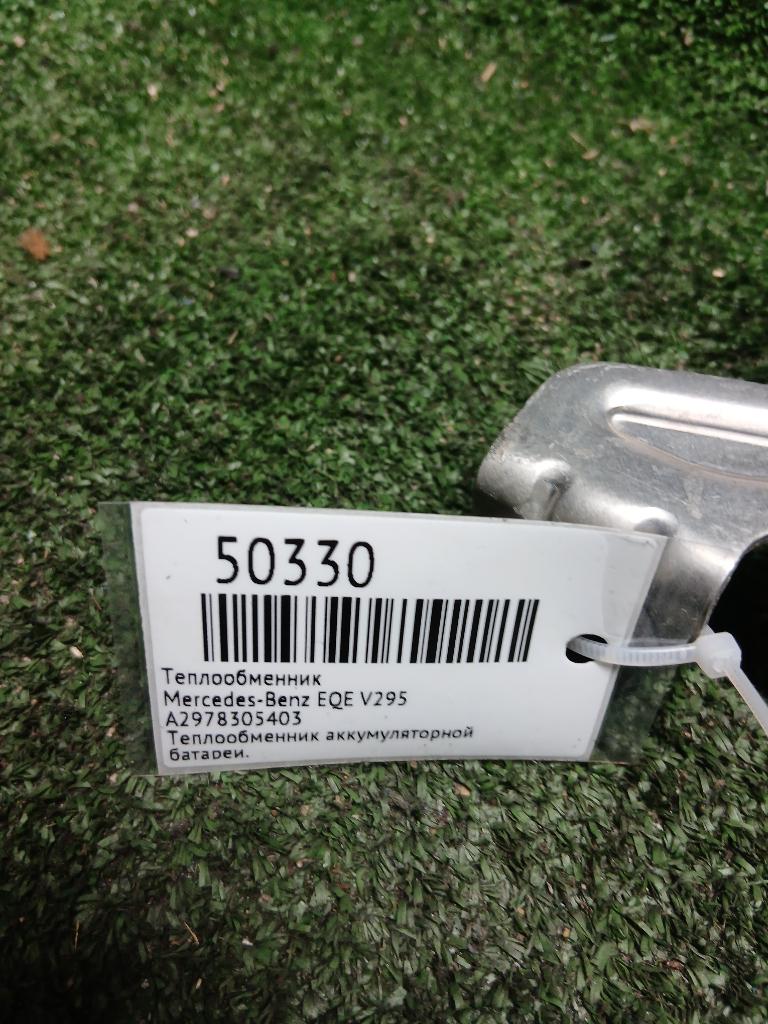 50330
Теплообменник
Mercedes-Benz EQE V295
A2978305403
Теплообменник аккумуляторной
батареи.